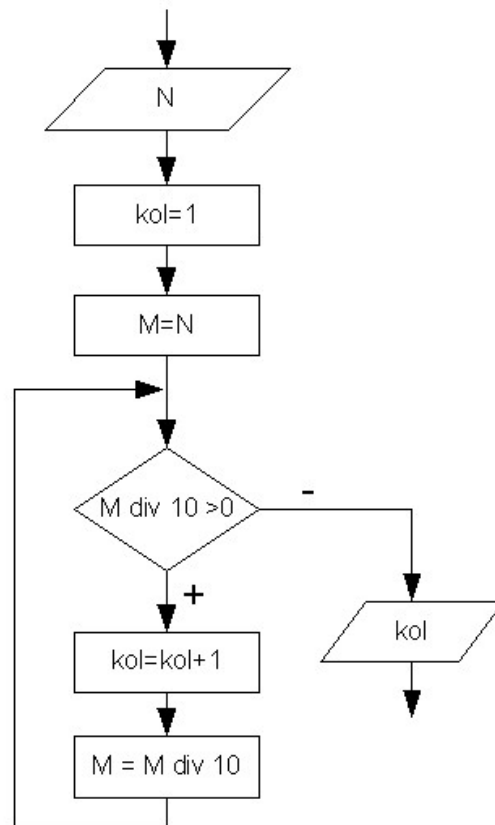 N
kol=1
M=N
M div 10 >0
-
+
kol
kol=kol+1
M = M div 10